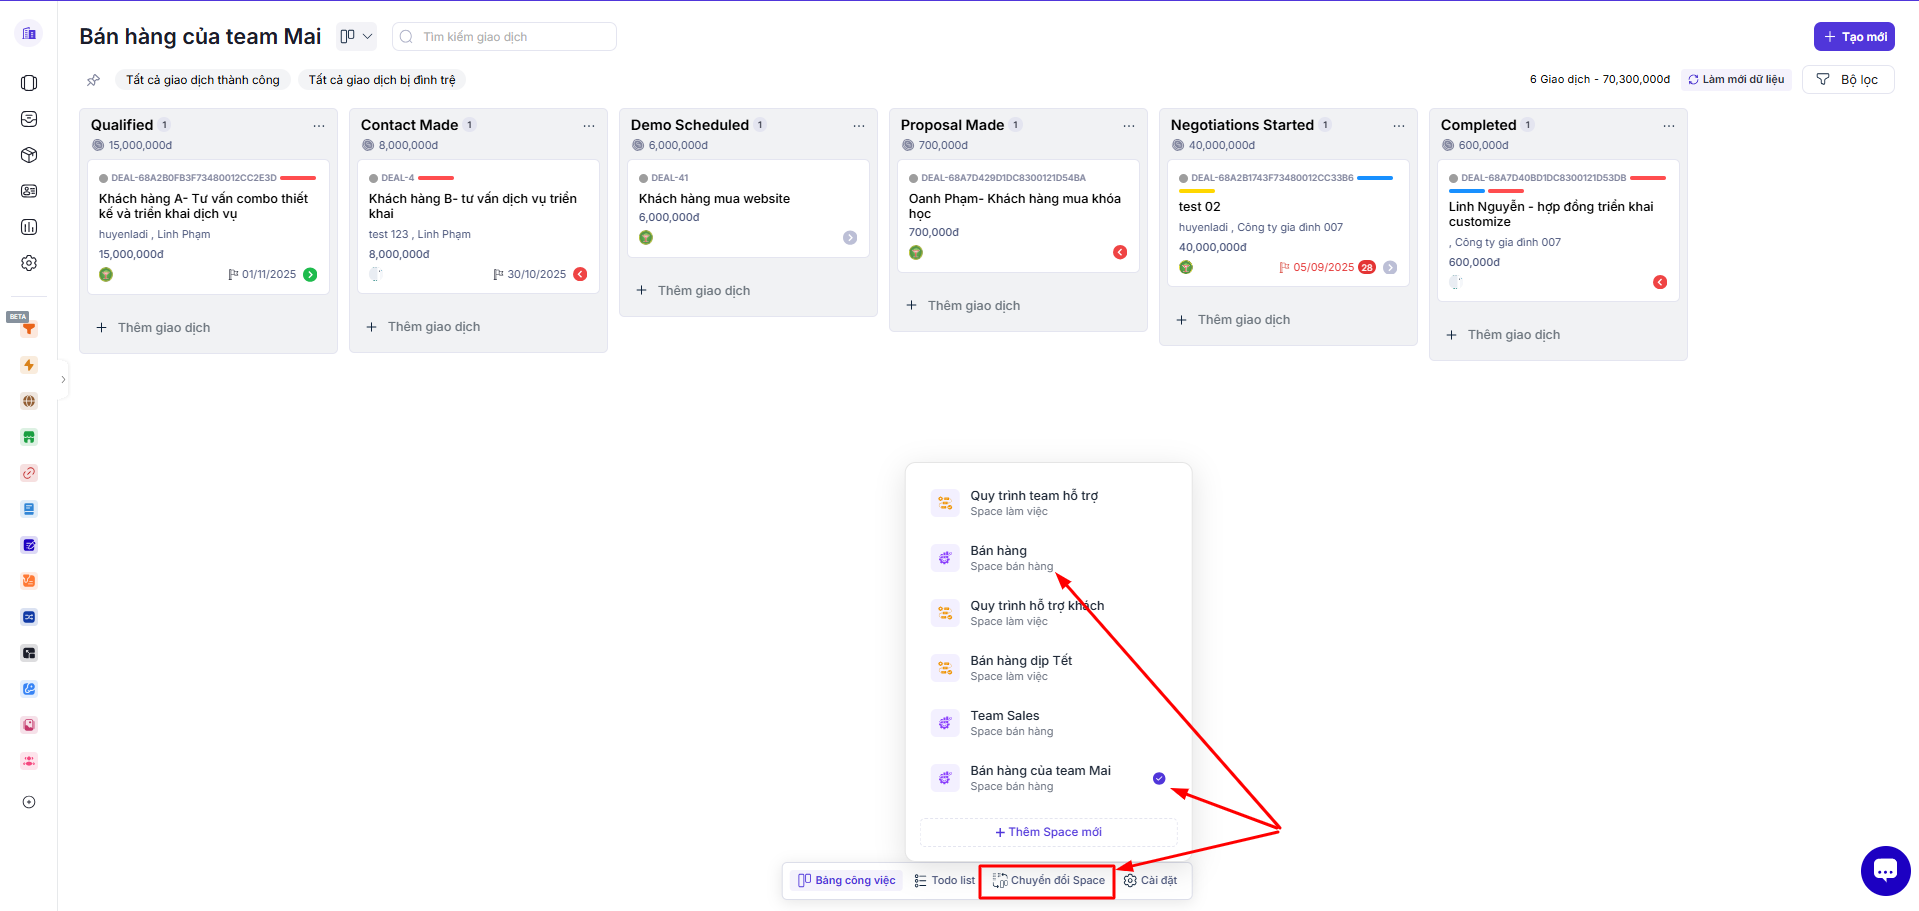 Bán hàng của team Mai
Tìm kiếm giao dịch
Tạo mới
Tất cả giao dịch thành công
Tất cả giao dịch bị đình trệ
6 Giao dịch - 70,300,000đ
Làm mới dữ liệu
Bộ lọc
BETA
Qualified 1
15,000,000đ
DEAL-68A2B0FB3F73480012CC2E3D
Khách hàng A- Tư vấn combo thiết
kế và triển khai dịch vụ
huyenladi , Linh Phạm
15,000,000đ
01/11/2025
Thêm giao dịch
Contact Made 1
8,000,000đ
DEAL-4
Khách hàng B- tư vấn dịch vụ triển
khai
test 123 , Linh Phạm
8,000,000đ
30/10/2025
Thêm giao dịch
Demo Scheduled 1
6,000,000đ
DEAL-41
Khách hàng mua website
6,000,000đ
Thêm giao dịch
Proposal Made 1
700,000đ
DEAL-68A7D429D1DC8300121D54BA
Oanh Phạm- Khách hàng mua khóa
học
700,000đ
Thêm giao dịch
Negotiations Started 1
40,000,000đ
DEAL-68A2B1743F73480012CC33B6
test 02
huyenladi , Công ty gia đình 007
40,000,000đ
05/09/2025 28
Thêm giao dịch
Completed 1
600,000đ
DEAL-68A7D40BD1DC8300121D53DB
Linh Nguyễn - hợp đồng triển khai
customize
, Công ty gia đình 007
600,000đ
Thêm giao dịch
Quy trình team hỗ trợ
Space làm việc
Bán hàng
Space bán hàng
Quy trình hỗ trợ khách
Space làm việc
Bán hàng dịp Tết
Space làm việc
Team Sales
Space bán hàng
Bán hàng của team Mai
Space bán hàng
+ Thêm Space mới
Bảng công việc
Todo list
Chuyển đổi Space
Cài đặt